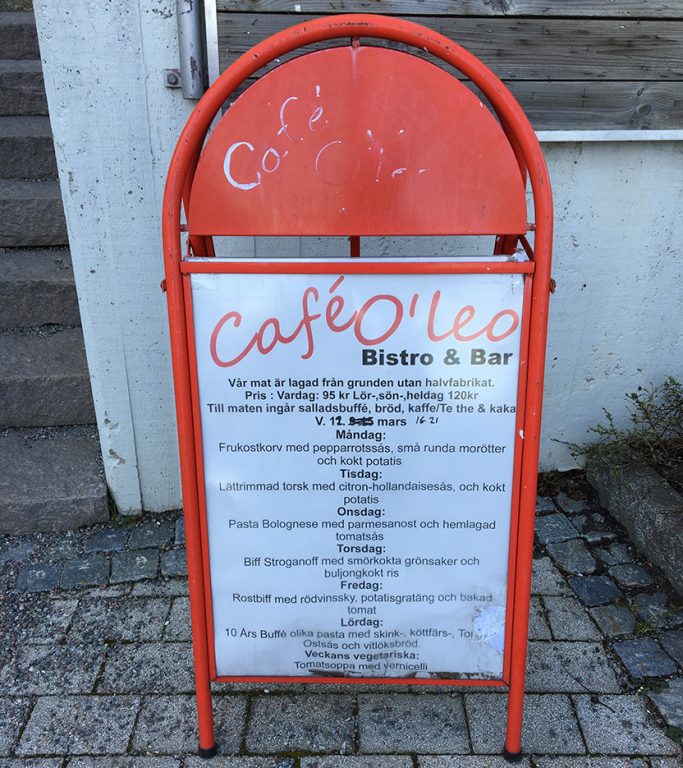 Café O'leo
Café O'leo
Bistro & Bar
Vår mat är lagad från grunden utan halvfabrikat.
Pris : Vardag: 95 kr Lör-,sön-,heldag 120kr
Till maten ingår salladsbuffé, bröd, kaffe/Te the & kaka
V. 12. mars 16-21
Måndag:
Frukostkorv med pepparrotssås, små runda morötter
och kokt potatis
Tisdag:
Lättrimmad torsk med citron-hollandaisesås, och kokt
potatis
Onsdag:
Pasta Bolognese med parmesanost och hemlagad
tomatsås
Torsdag:
Biff Stroganoff med smörkokta grönsaker och
buljongkokt ris
Fredag:
Rostbiff med rödvinssky, potatisgratäng och bakad
tomat
Lördag:
10 Års Buffé olika pasta med skink-, köttfärs-,
Ostsås och vitlöksbröd
Veckans vegetariska:
Tomatsoppa med vernicelli